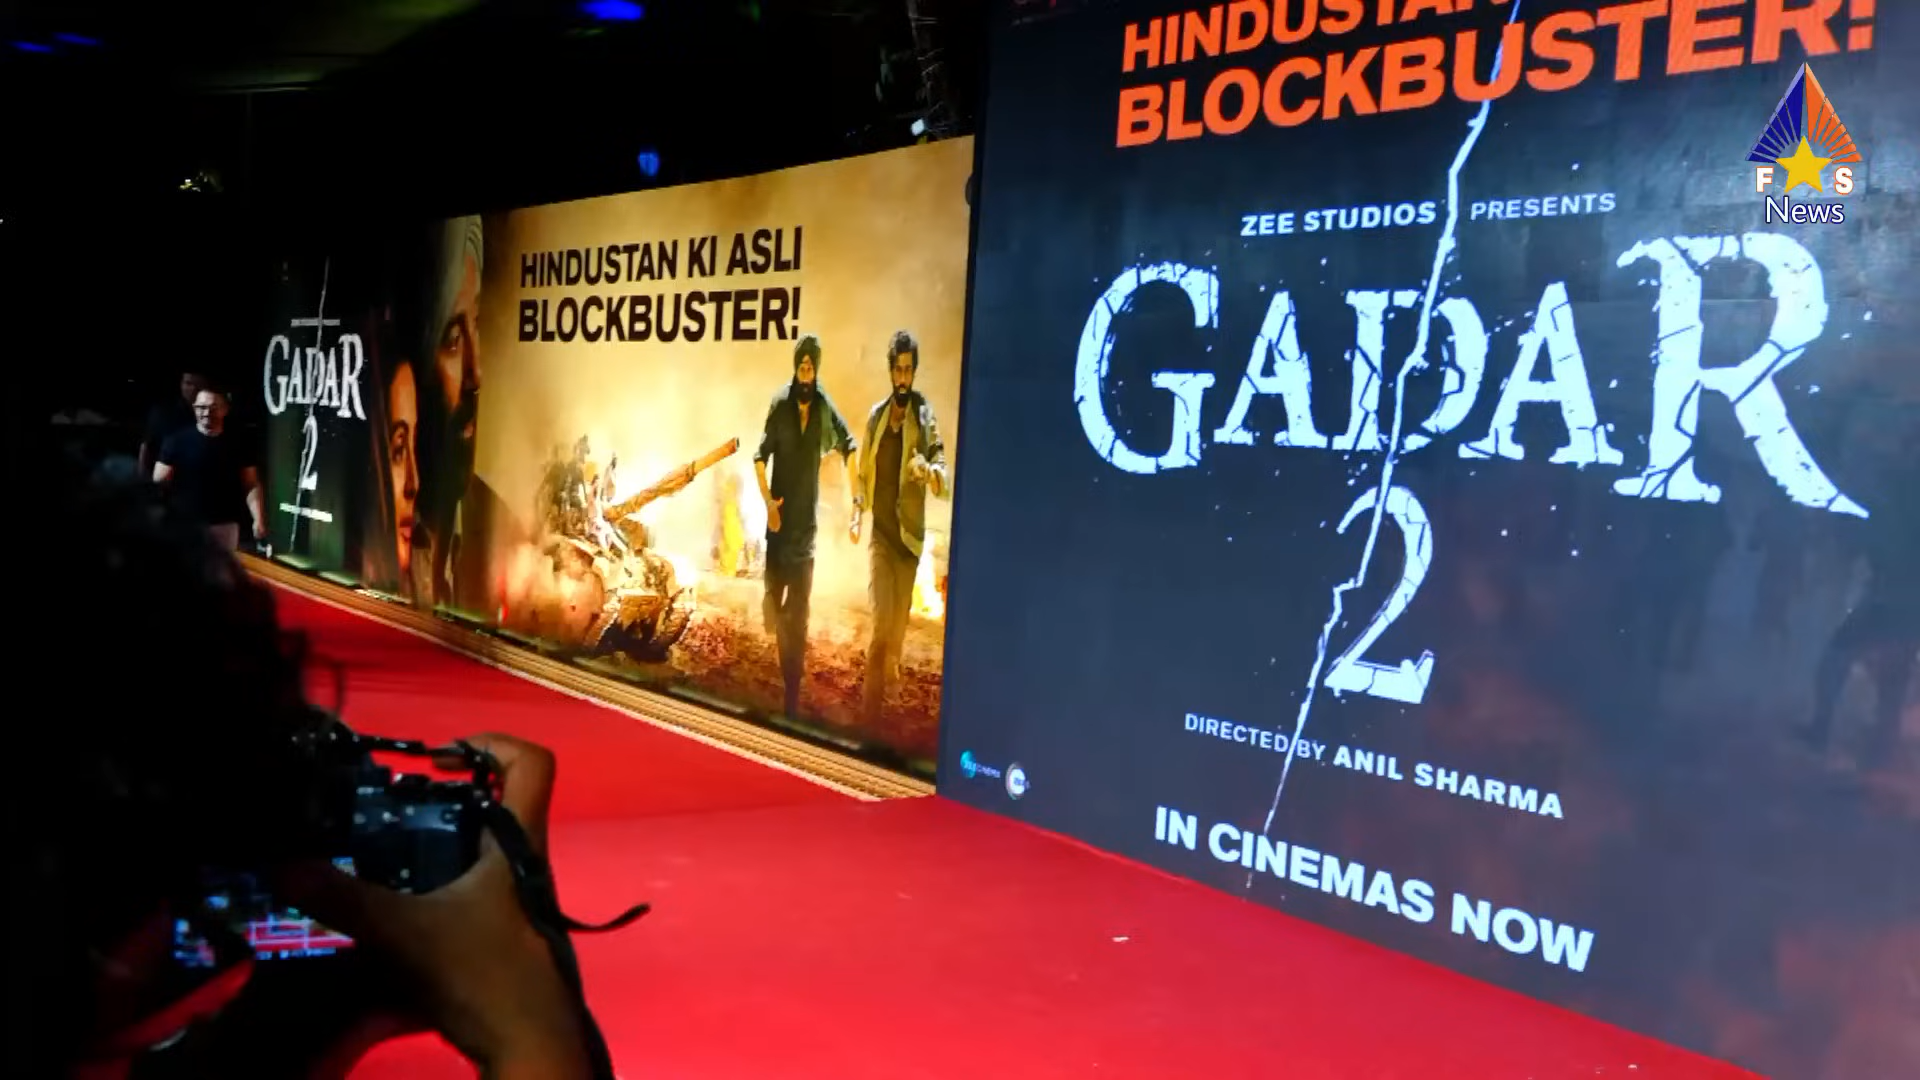 GADAR
2
HINDUSTAN KI ASLI
BLOCKBUSTER!
HINDUSTAN
BLOCKBUSTER!
ZEE STUDIOS PRESENTS
GADAR
2
DIRECTED BY ANIL SHARMA
IN CINEMAS NOW
F S
News